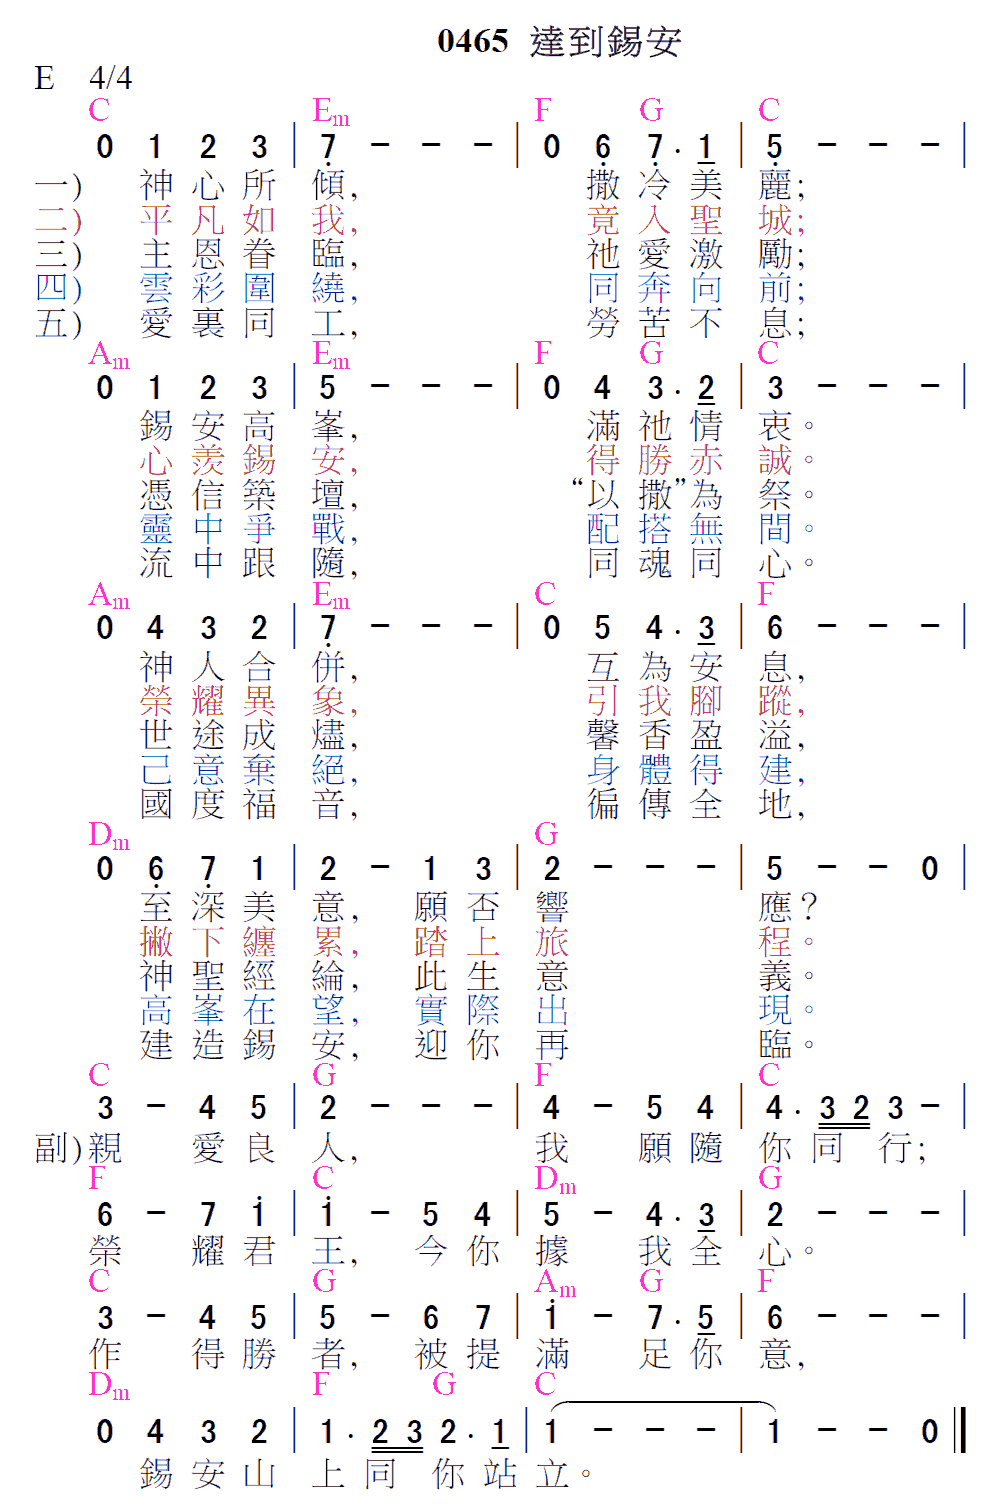 0465 達到錫安
E 4/4
C Em F G C
0 1 2 3 | 7̣ - - - | 0 6̣ 7̣ . 1 | 5̣ - - - |
一) 神心所傾, 撒冷美麗;
二) 平凡如我, 竟入聖城;
三) 主恩眷臨, 祂愛激勵;
四) 雲彩圍繞, 同奔向前;
五) 愛裏同工, 勞苦不息;
Am Em F G C
0 1 2 3 | 5 - - - | 0 4 3 . 2 | 3 - - - |
錫安高峯, 滿祂情衷。
心羨錫安, 得勝赤誠。
憑信築壇, “以撒”為祭。
靈中爭戰, 配搭無間。
流中跟隨, 同魂同心。
Am Em C F
0 4 3 2 | 7̣ - - - | 0 5 4 . 3 | 6 - - - |
神人合併, 互為安息,
榮耀異象, 引我腳蹤,
世途成燼, 馨香盈溢,
己意棄絕, 身體得建,
國度福音, 徧傳全地,
Dm G
0 6̣ 7̣ 1 | 2 - 1 3 | 2 - - - | 5 - - 0 |
至深美意, 願否響應?
撇下纏累, 踏上旅程。
神聖經綸, 此生意義。
高峯在望, 實際出現。
建造錫安, 迎你再臨。
C G F C
3 - 4 5 | 2 - - - | 4 - 5 4 | 4 . 3 2 3 - |
副)親愛良人, 我願隨你同行;
F C Dm G
6 - 7 i | i - 5 4 | 5 - 4 . 3 | 2 - - - |
榮耀君王, 今你據我全心。
C G Am G F
3 - 4 5 | 5 - 6 7 | i - 7 . 5 | 6 - - - |
作得勝者, 被提滿足你意,
Dm F G C
0 4 3 2 | 1 . 2 3 2 . 1 | 1 - - - | 1 - - 0 ‖
錫安山上同你站立。